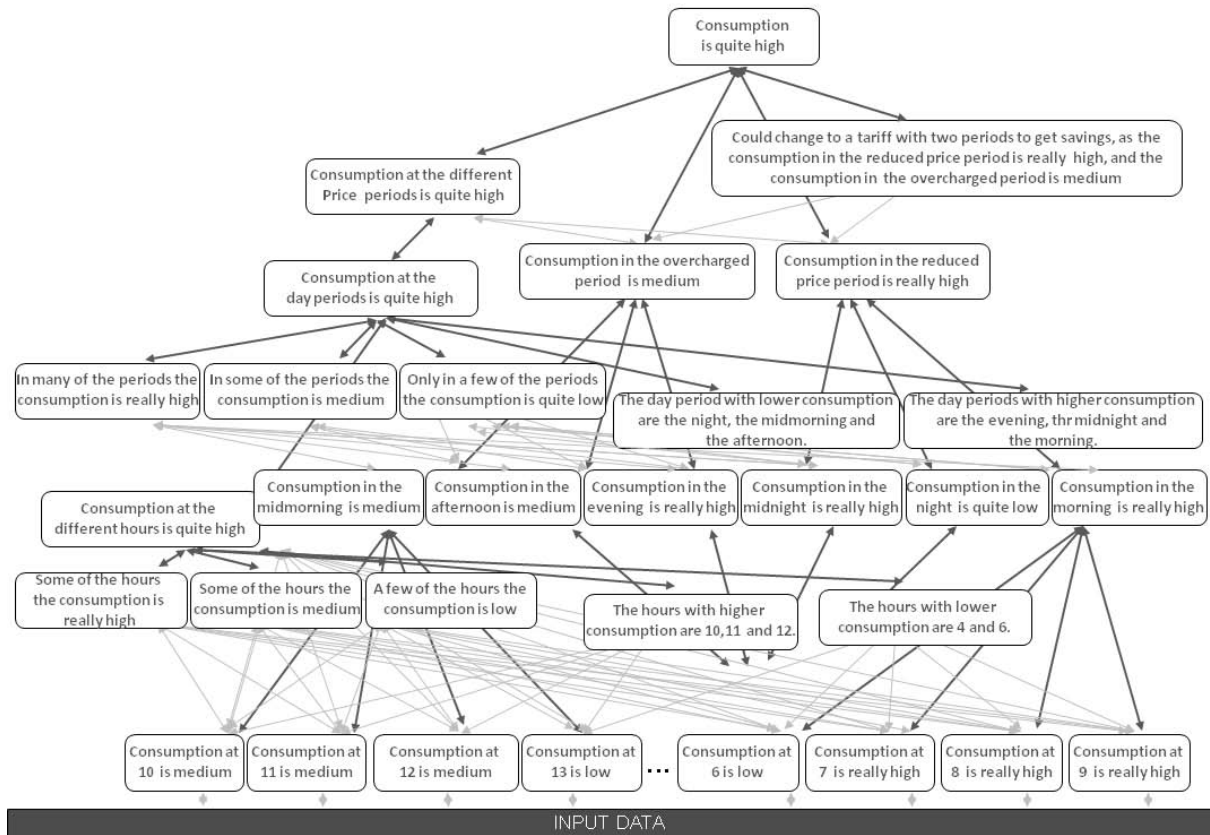 Consumption
is quite high
Could change to a tariff with two periods to get savings, as the
consumption in the reduced price period is really high, and the
consumption in the overcharged period is medium
Consumption at the different
Price periods is quite high
Consumption in the overcharged
period is medium
Consumption in the reduced
price period is really high
Consumption at the
day periods is quite high
In many of the periods the
consumption is really high
In some of the periods the
consumption is medium
Only in a few of the periods
the consumption is quite low
The day period with lower consumption
are the night, the midmorning and
the afternoon.
The day periods with higher consumption
are the evening, thr midnight and
the morning.
Consumption in the
midmorning is medium
Consumption in the
afternoon is medium
Consumption in the
evening is really high
Consumption in the
midnight is really high
Consumption in the
night is quite low
Consumption in the
morning is really high
Consumption at the
different hours is quite high
Some of the hours
the consumption is
really high
Some of the hours the
consumption is medium
A few of the hours the
consumption is low
The hours with higher
consumption are 10,11 and 12.
The hours with lower
consumption are 4 and 6.
Consumption at
10 is medium
Consumption at
11 is medium
Consumption at
12 is medium
Consumption at
13 is low
...
Consumption at
6 is low
Consumption at
7 is really high
Consumption at
8 is really high
Consumption at
9 is really high
INPUT DATA